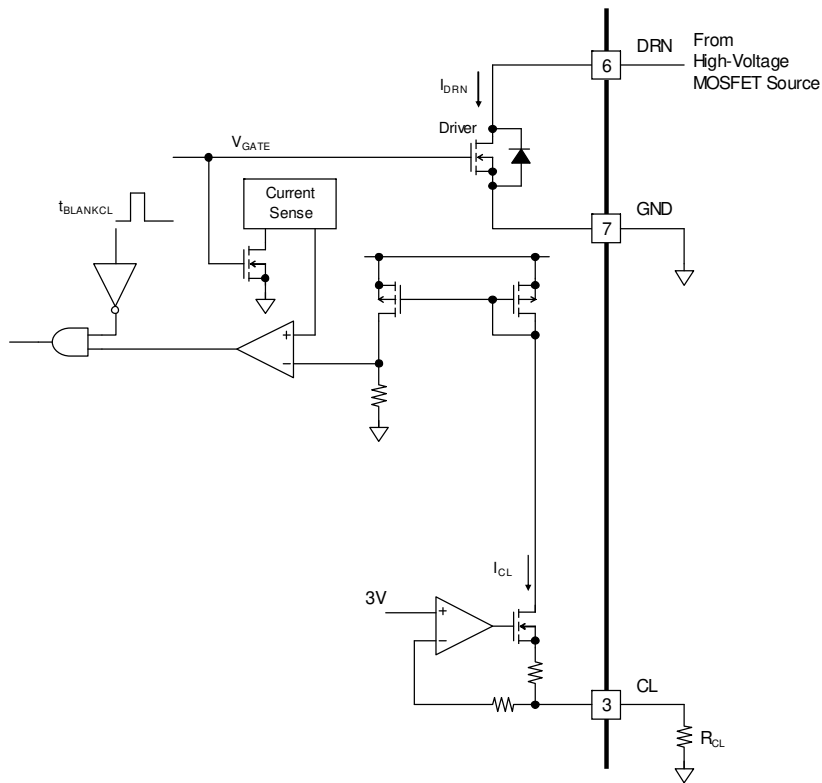 DRN
From
High-Voltage
MOSFET Source
6
I_DRN
Driver
V_GATE
Current
Sense
t_BLANKCL
GND
7
+
−
I_CL
3V
+
−
CL
3
R_CL